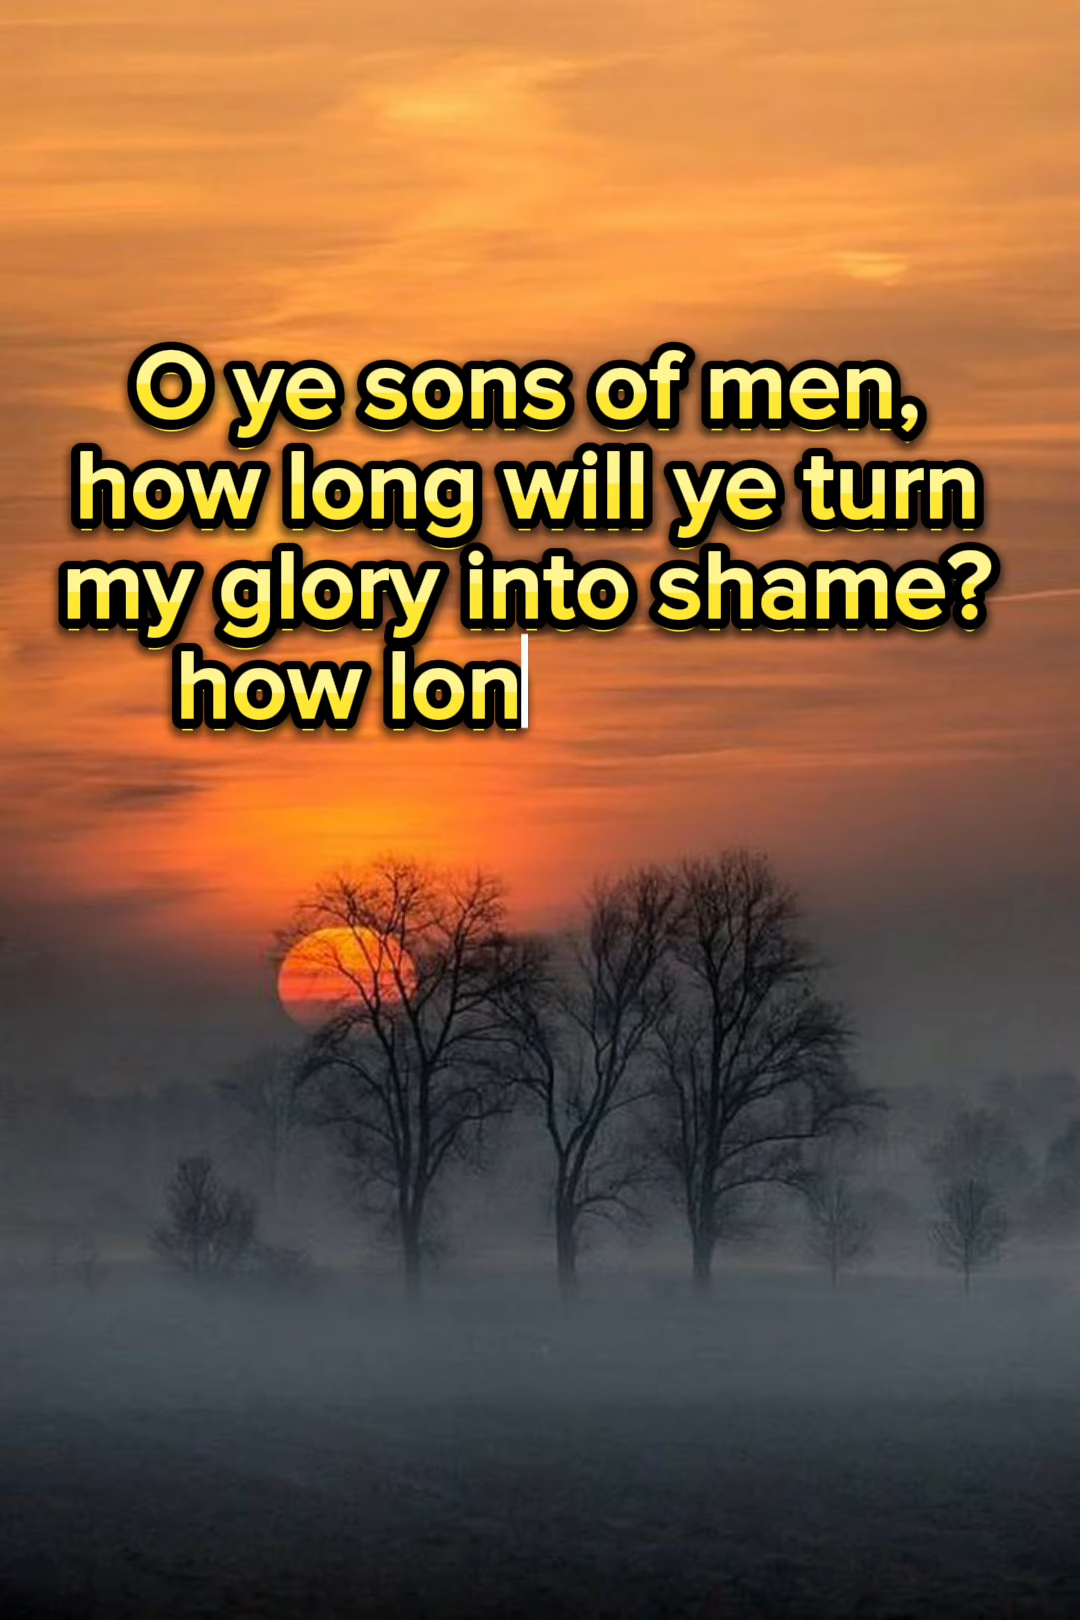 O ye sons of men,
how long will ye turn
my glory into shame?
how lon